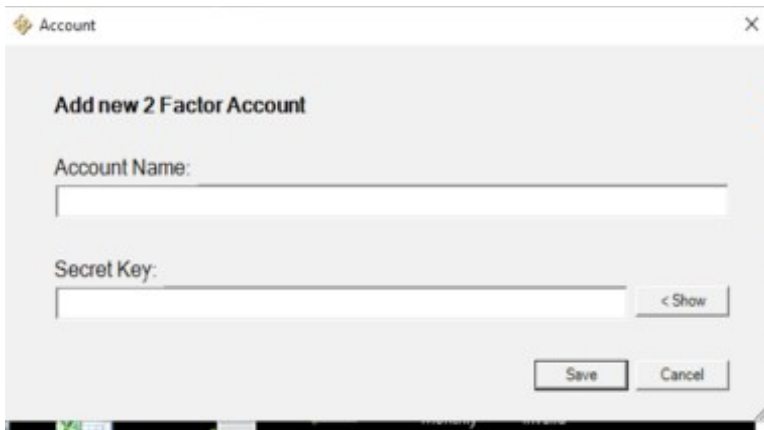 Account
Add new 2 Factor Account
Account Name:
Secret Key:
< Show
Save Cancel